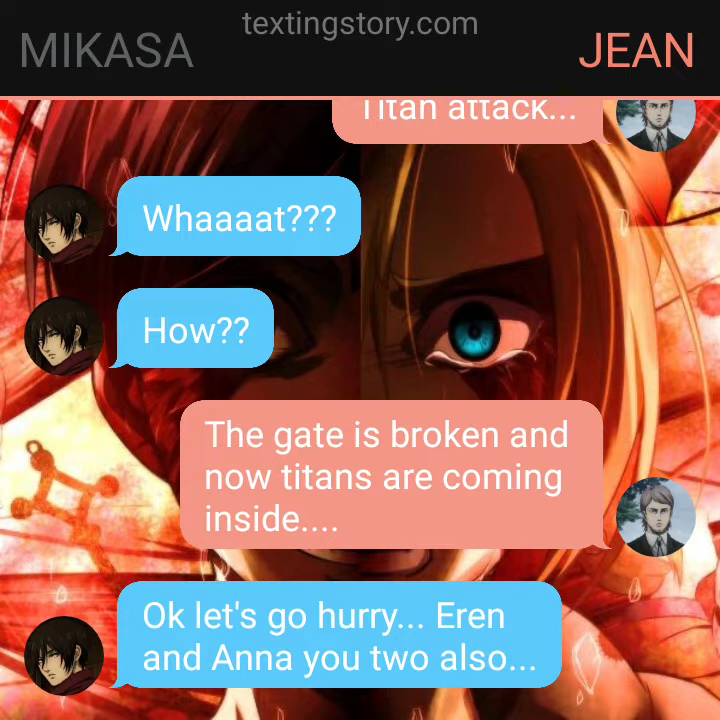 textingstory.com
MIKASA
JEAN
Titan attack...
Whaaaat???
How??
The gate is broken and
now titans are coming
inside....
Ok let's go hurry... Eren
and Anna you two also...